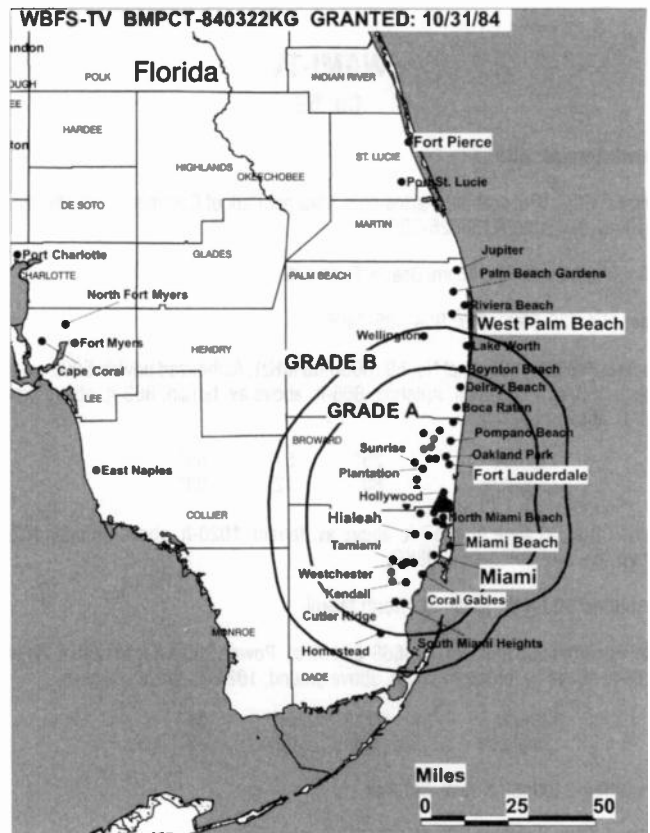 WBFS-TV BMPCT-840322KG GRANTED: 10/31/84
andon
POLK
Florida
INDIAN RIVER
OUGH
EE
HARDEE
nton
HIGHLANDS
OKEECHOBEE
ST. LUCIE
Fort Pierce
Port St. Lucie
DE SOTO
MARTIN
Port Charlotte
CHARLOTTE
GLADES
Jupiter
PALM BEACH
Palm Beach Gardens
North Fort Myers
Riviera Beach
West Palm Beach
Wellington
Fort Myers
HENDRY
Lake Worth
Cape Coral
GRADE B
Boynton Beach
LEE
Delray Beach
GRADE A
Boca Raton
BROWARD
Pompano Beach
Sunrise
Oakland Park
East Naples
Plantation
Fort Lauderdale
Hollywood
COLLIER
Hialeah
North Miami Beach
Tamiami
Miami Beach
Westchester
Miami
Kendall
Coral Gables
Cutler Ridge
MONROE
South Miami Heights
Homestead
DADE
Miles
0 25 50